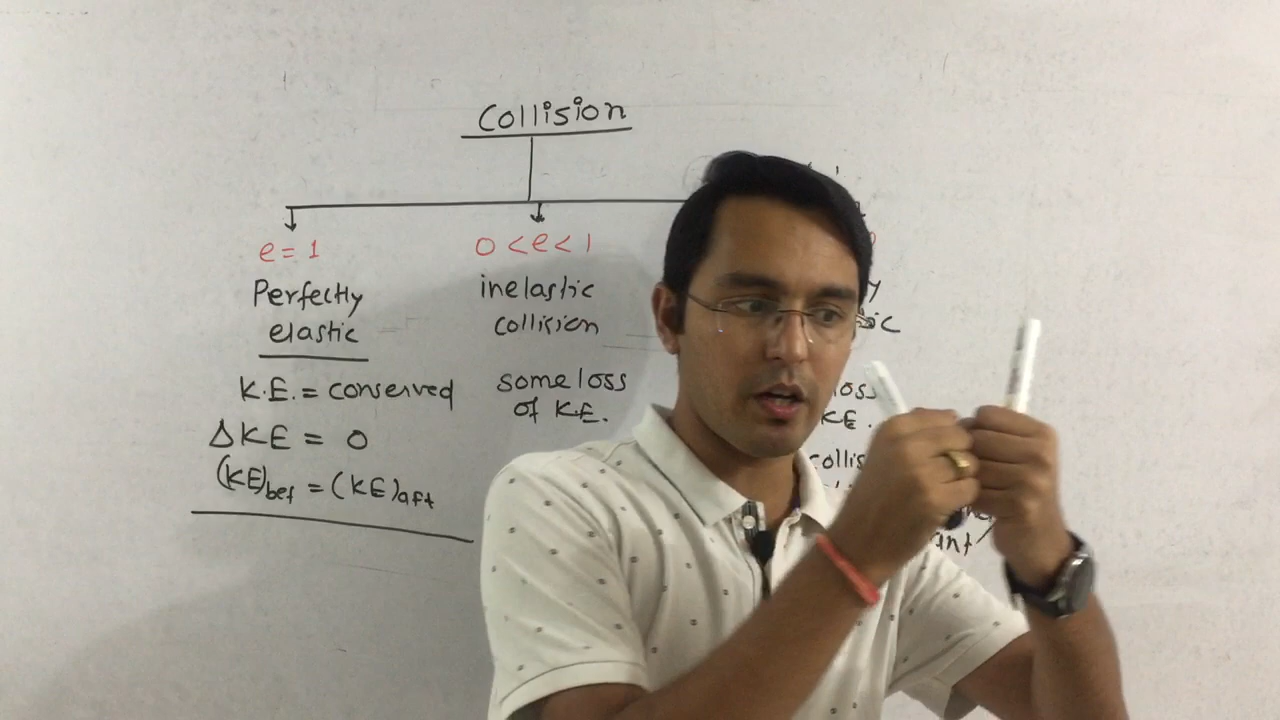 Collision
e = 1
Perfectly
elastic
K.E. = conserved
ΔKE = 0
(KE)bef = (KE)aft
0 < e < 1
inelastic
collision
some loss
of K.E.